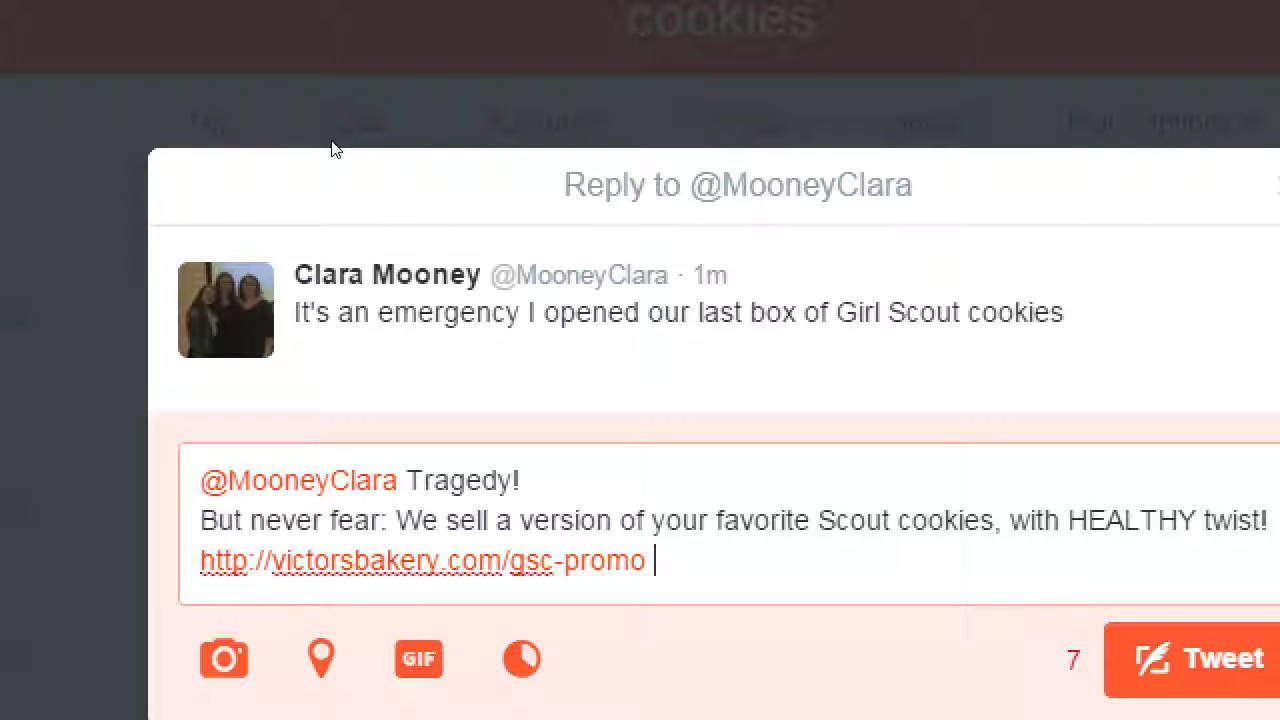 cookies
Reply to @MooneyClara
Clara Mooney @MooneyClara · 1m
It's an emergency I opened our last box of Girl Scout cookies
@MooneyClara Tragedy!
But never fear: We sell a version of your favorite Scout cookies, with HEALTHY twist!
http://victorsbakery.com/gsc-promo
GIF
7 Tweet